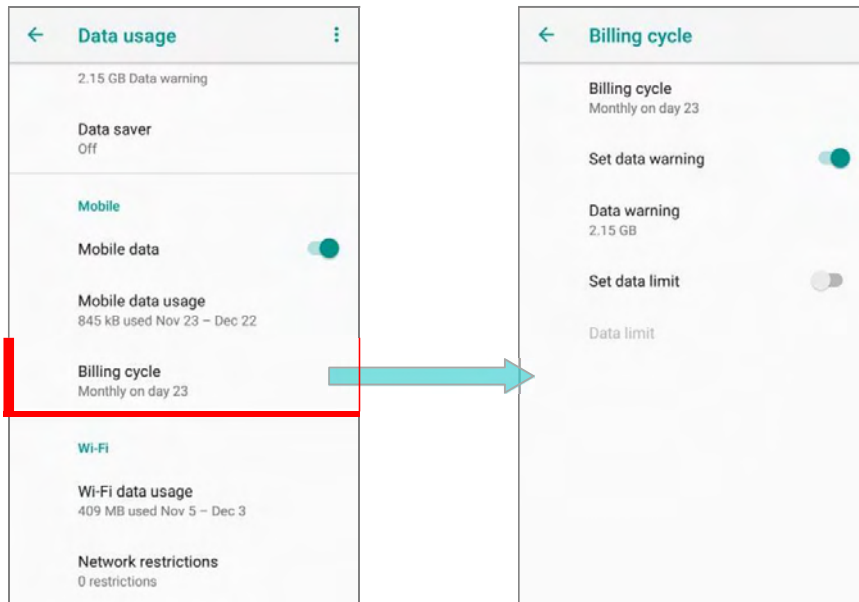 Data usage
2.15 GB Data warning
Data saver
Off
Mobile
Mobile data
Mobile data usage
845 kB used Nov 23 – Dec 22
Billing cycle
Monthly on day 23
Wi-Fi
Wi-Fi data usage
409 MB used Nov 5 – Dec 3
Network restrictions
0 restrictions
Billing cycle
Billing cycle
Monthly on day 23
Set data warning
Data warning
2.15 GB
Set data limit
Data limit